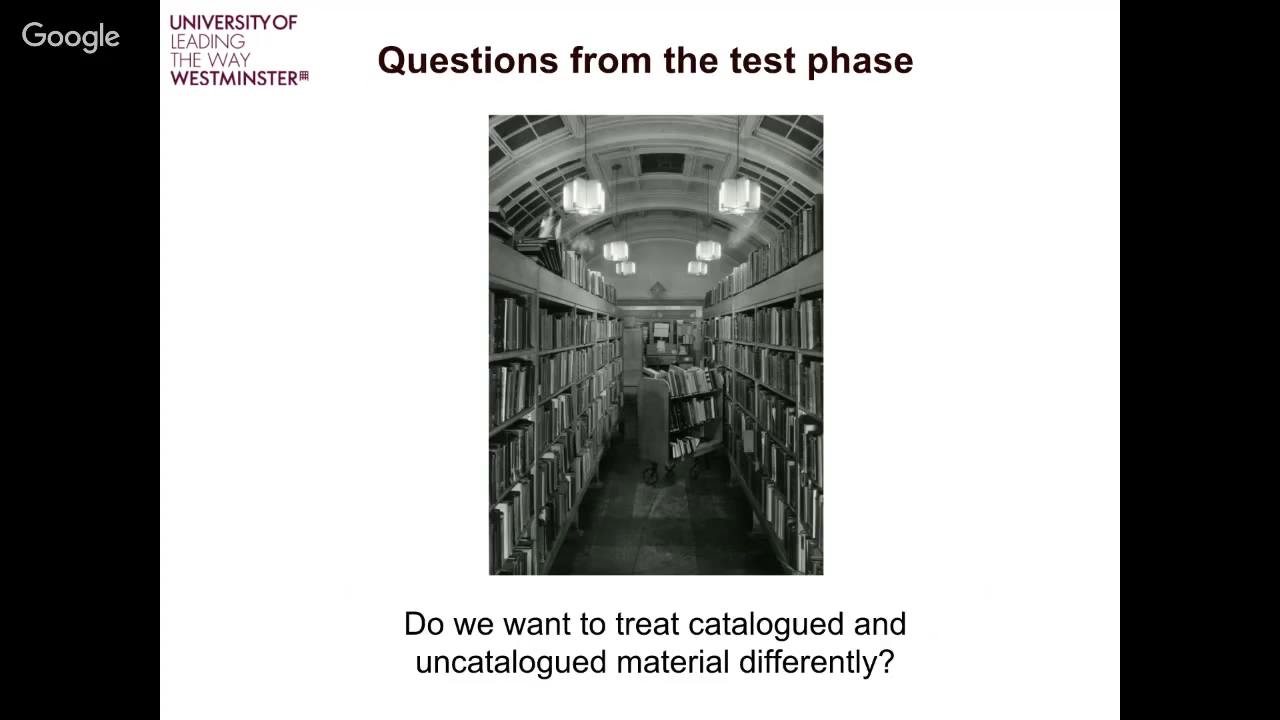 Google
UNIVERSITY OF
LEADING
THE WAY
WESTMINSTER
Questions from the test phase
Do we want to treat catalogued and
uncatalogued material differently?